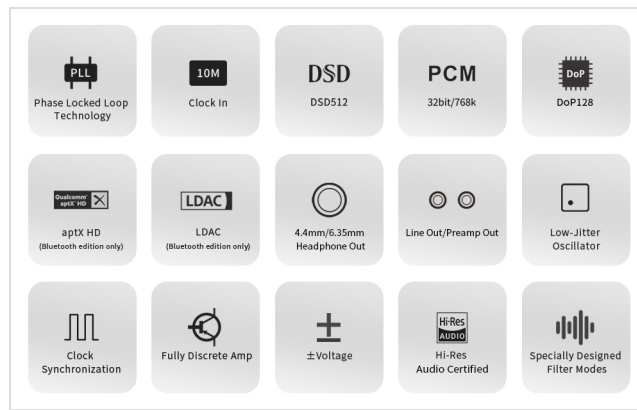 PLL
Phase Locked Loop
Technology
10M
Clock In
DSD
DSD512
PCM
32bit/768k
DoP
DoP128
Qualcomm
aptX HD
aptX HD
(Bluetooth edition only)
LDAC
LDAC
(Bluetooth edition only)
4.4mm/6.35mm
Headphone Out
Line Out/Preamp Out
Low-Jitter
Oscillator
Clock
Synchronization
Fully Discrete Amp
±
±Voltage
Hi-Res
AUDIO
Hi-Res
Audio Certified
Specially Designed
Filter Modes